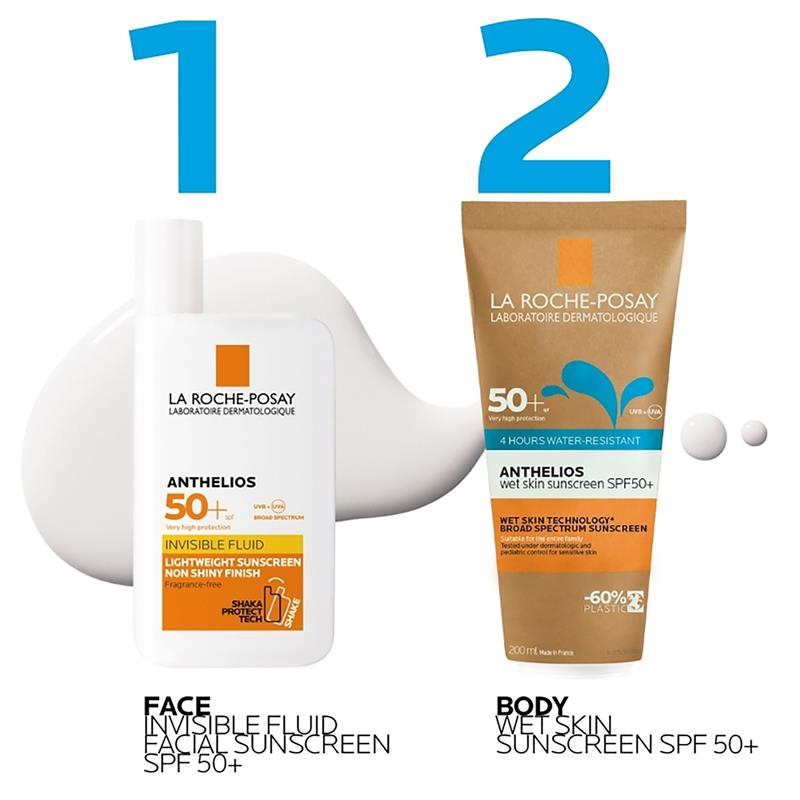 1
2
LA ROCHE-POSAY
LABORATOIRE DERMATOLOGIQUE
ANTHELIOS
50+ spf
Very high protection
UVB + UVA
BROAD SPECTRUM
INVISIBLE FLUID
LIGHTWEIGHT SUNSCREEN
NON SHINY FINISH
Fragrance-free
SHAKA
PROTECT
TECH
SHAKE
LA ROCHE-POSAY
LABORATOIRE DERMATOLOGIQUE
50+ spf
Very high protection
UVB + UVA
4 HOURS WATER-RESISTANT
ANTHELIOS
wet skin sunscreen SPF50+
WET SKIN TECHNOLOGY*
BROAD SPECTRUM SUNSCREEN
Suitable for the entire family
Tested under dermatologic and
pediatric control for sensitive skin
-60%
PLASTIC
200 ml Made in France
FACE
INVISIBLE FLUID
FACIAL SUNSCREEN
SPF 50+
BODY
WET SKIN
SUNSCREEN SPF 50+